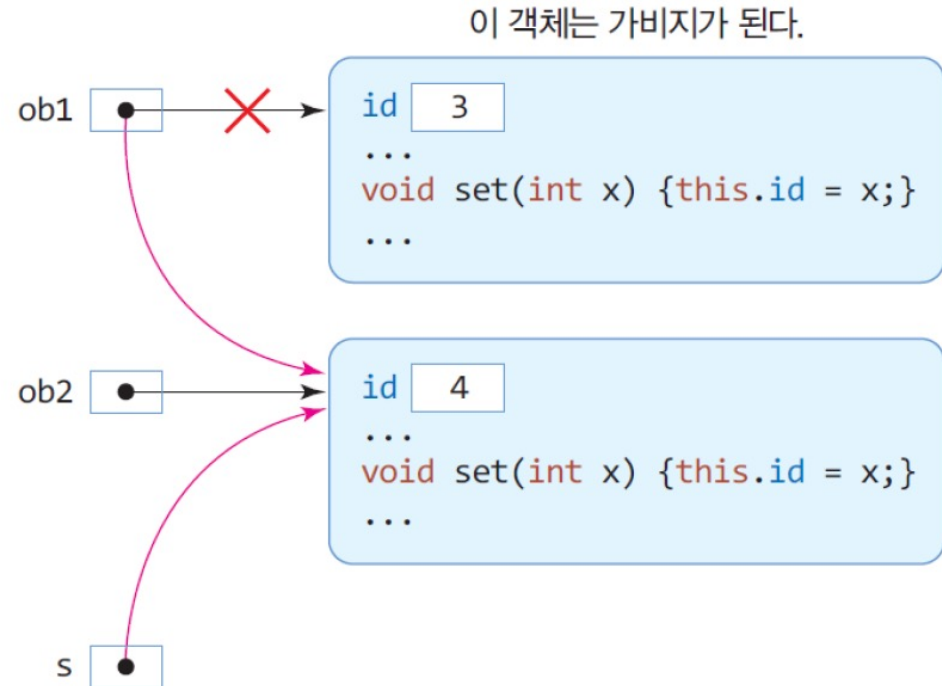 이 객체는 가비지가 된다.
ob1
id 3
...
void set(int x) {this.id = x;}
...
ob2
id 4
...
void set(int x) {this.id = x;}
...
s